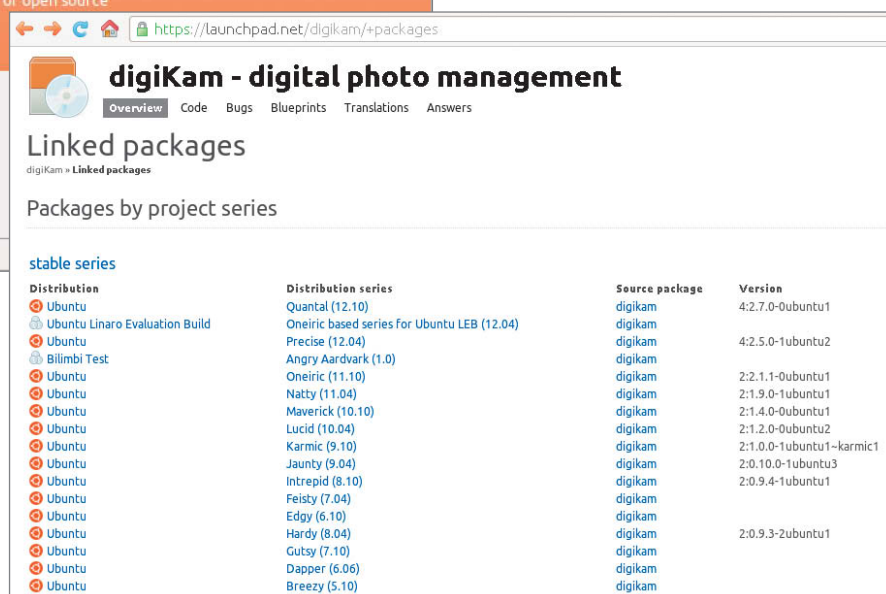 or open source
https://launchpad.net/digikam/+packages
digiKam - digital photo management
Overview Code Bugs Blueprints Translations Answers
Linked packages
digiKam » Linked packages
Packages by project series
stable series
Distribution Distribution series Source package Version
Ubuntu Quantal (12.10) digikam 4:2.7.0-0ubuntu1
Ubuntu Linaro Evaluation Build Oneiric based series for Ubuntu LEB (12.04) digikam
Ubuntu Precise (12.04) digikam 4:2.5.0-1ubuntu2
Bilimbi Test Angry Aardvark (1.0) digikam
Ubuntu Oneiric (11.10) digikam 2:2.1.1-0ubuntu1
Ubuntu Natty (11.04) digikam 2:1.9.0-1ubuntu1
Ubuntu Maverick (10.10) digikam 2:1.4.0-0ubuntu1
Ubuntu Lucid (10.04) digikam 2:1.2.0-0ubuntu2
Ubuntu Karmic (9.10) digikam 2:1.0.0-1ubuntu1~karmic1
Ubuntu Jaunty (9.04) digikam 2:0.10.0-1ubuntu3
Ubuntu Intrepid (8.10) digikam 2:0.9.4-1ubuntu1
Ubuntu Feisty (7.04) digikam
Ubuntu Edgy (6.10) digikam
Ubuntu Hardy (8.04) digikam 2:0.9.3-2ubuntu1
Ubuntu Gutsy (7.10) digikam
Ubuntu Dapper (6.06) digikam
Ubuntu Breezy (5.10) digikam